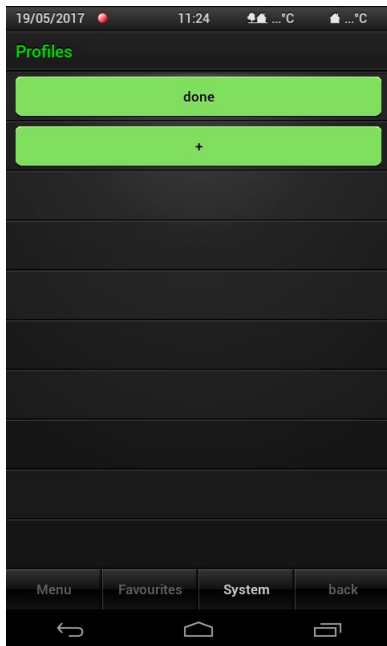 19/05/2017 11:24 ...°C ...°C
Profiles
done
+
Menu Favourites System back